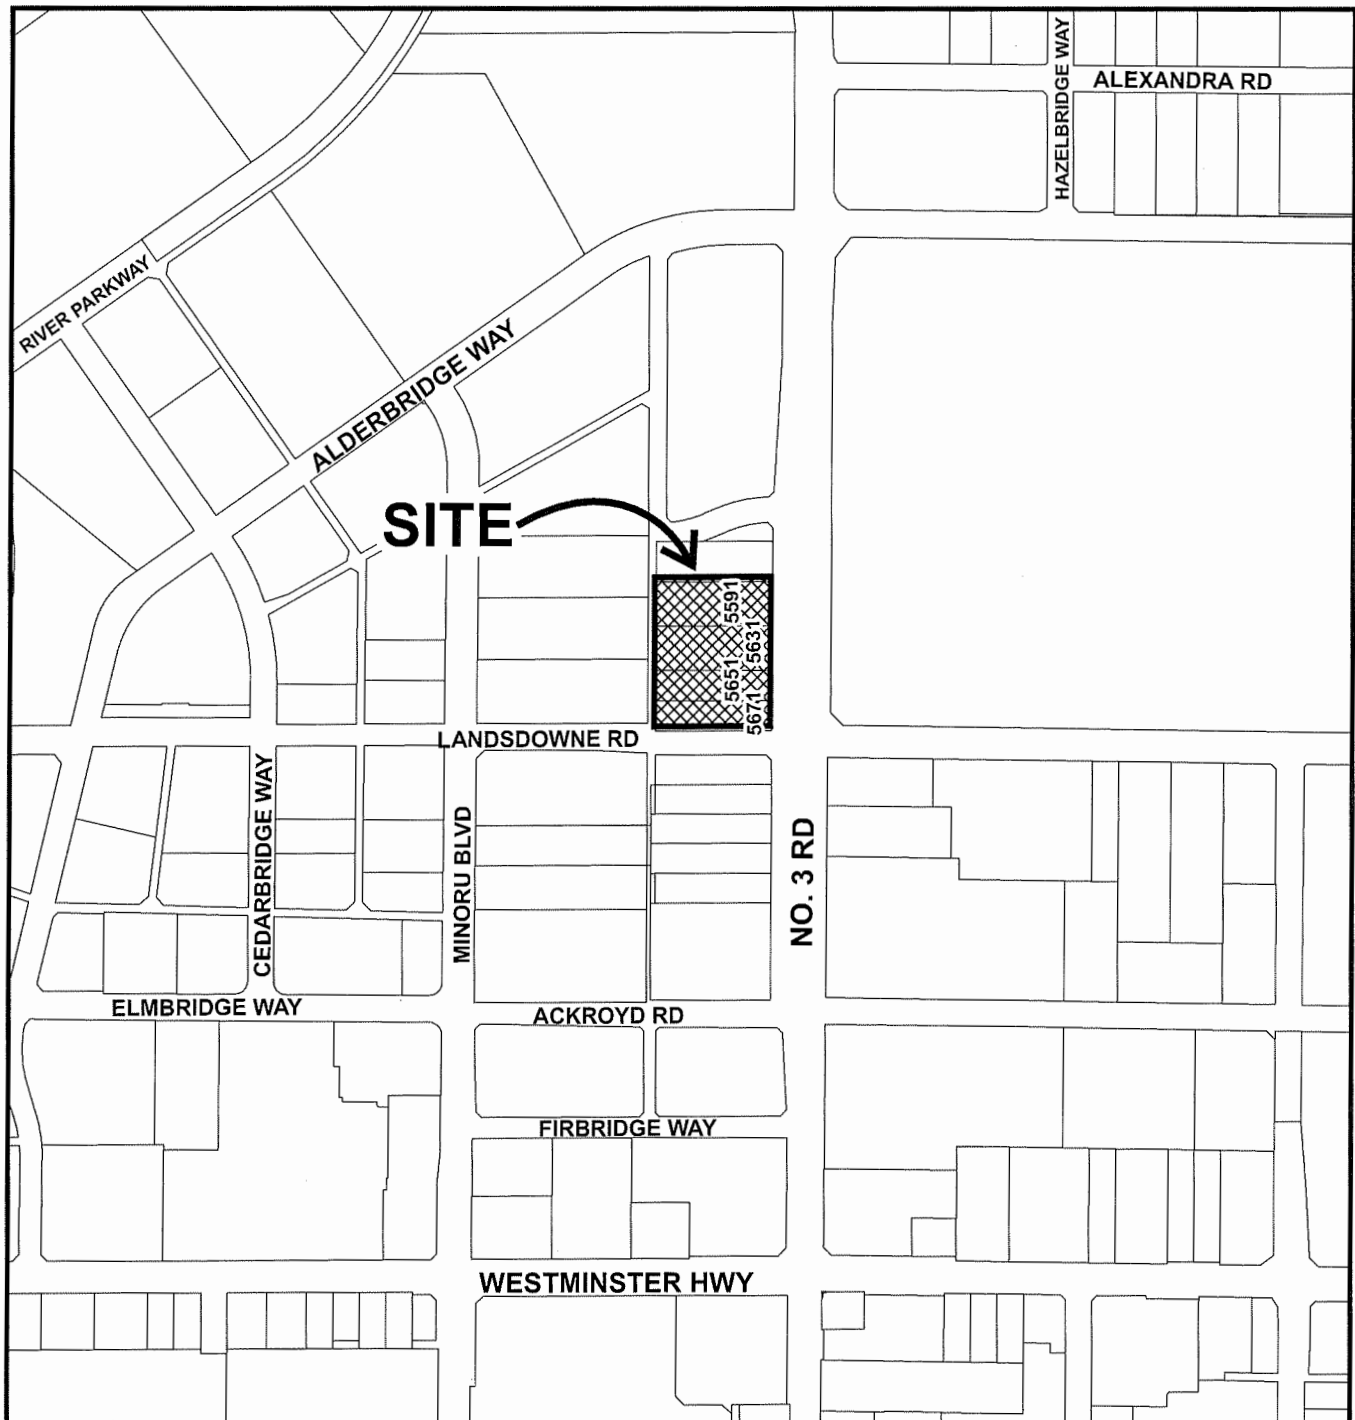 HAZELBRIDGE WAY
ALEXANDRA RD
RIVER PARKWAY
ALDERBRIDGE WAY
SITE
5591
5631
5651
5671
LANDSDOWNE RD
CEDARBRIDGE WAY
MINORU BLVD
NO. 3 RD
ELMBRIDGE WAY
ACKROYD RD
FIRBRIDGE WAY
WESTMINSTER HWY